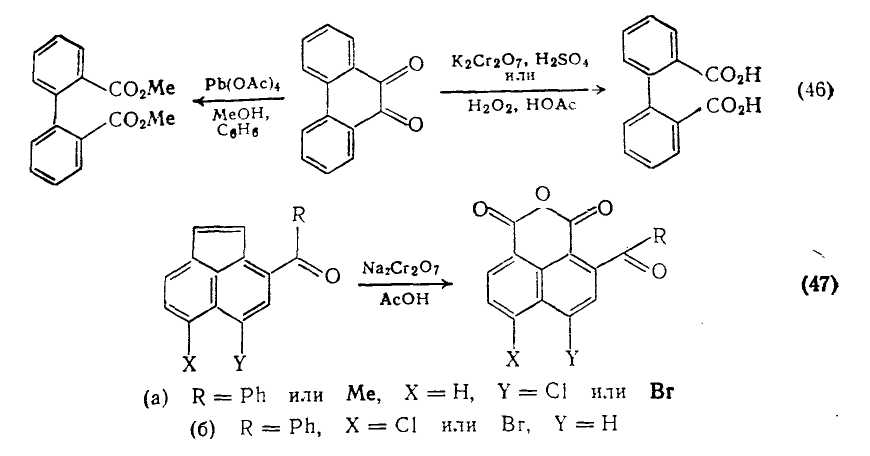 CO₂Me
CO₂Me
Pb(OAc)₄
MeOH,
C₆H₆
O
O
K₂Cr₂O₇, H₂SO₄
или
H₂O₂, HOAc
CO₂H
CO₂H
(46)
R
O
X
Y
Na₂Cr₂O₇
AcOH
O
O
O
R
O
X
Y
(47)
(а) R = Ph или Me, X = H, Y = Cl или Br
(б) R = Ph, X = Cl или Br, Y = H